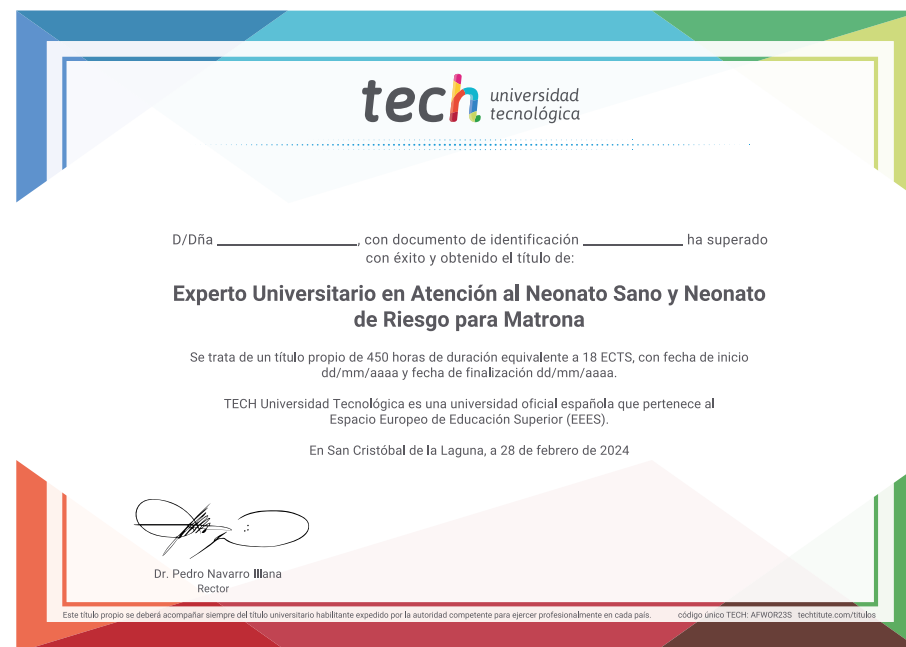 tech universidad
tecnológica
D/Dña ____________________, con documento de identificación ______________ ha superado
con éxito y obtenido el título de:
Experto Universitario en Atención al Neonato Sano y Neonato
de Riesgo para Matrona
Se trata de un título propio de 450 horas de duración equivalente a 18 ECTS, con fecha de inicio
dd/mm/aaaa y fecha de finalización dd/mm/aaaa.
TECH Universidad Tecnológica es una universidad oficial española que pertenece al
Espacio Europeo de Educación Superior (EEES).
En San Cristóbal de la Laguna, a 28 de febrero de 2024
Dr. Pedro Navarro Illana
Rector
Este título propio se deberá acompañar siempre del título universitario habilitante expedido por la autoridad competente para ejercer profesionalmente en cada país. código único TECH: AFWOR23S techtitute.com/titulos